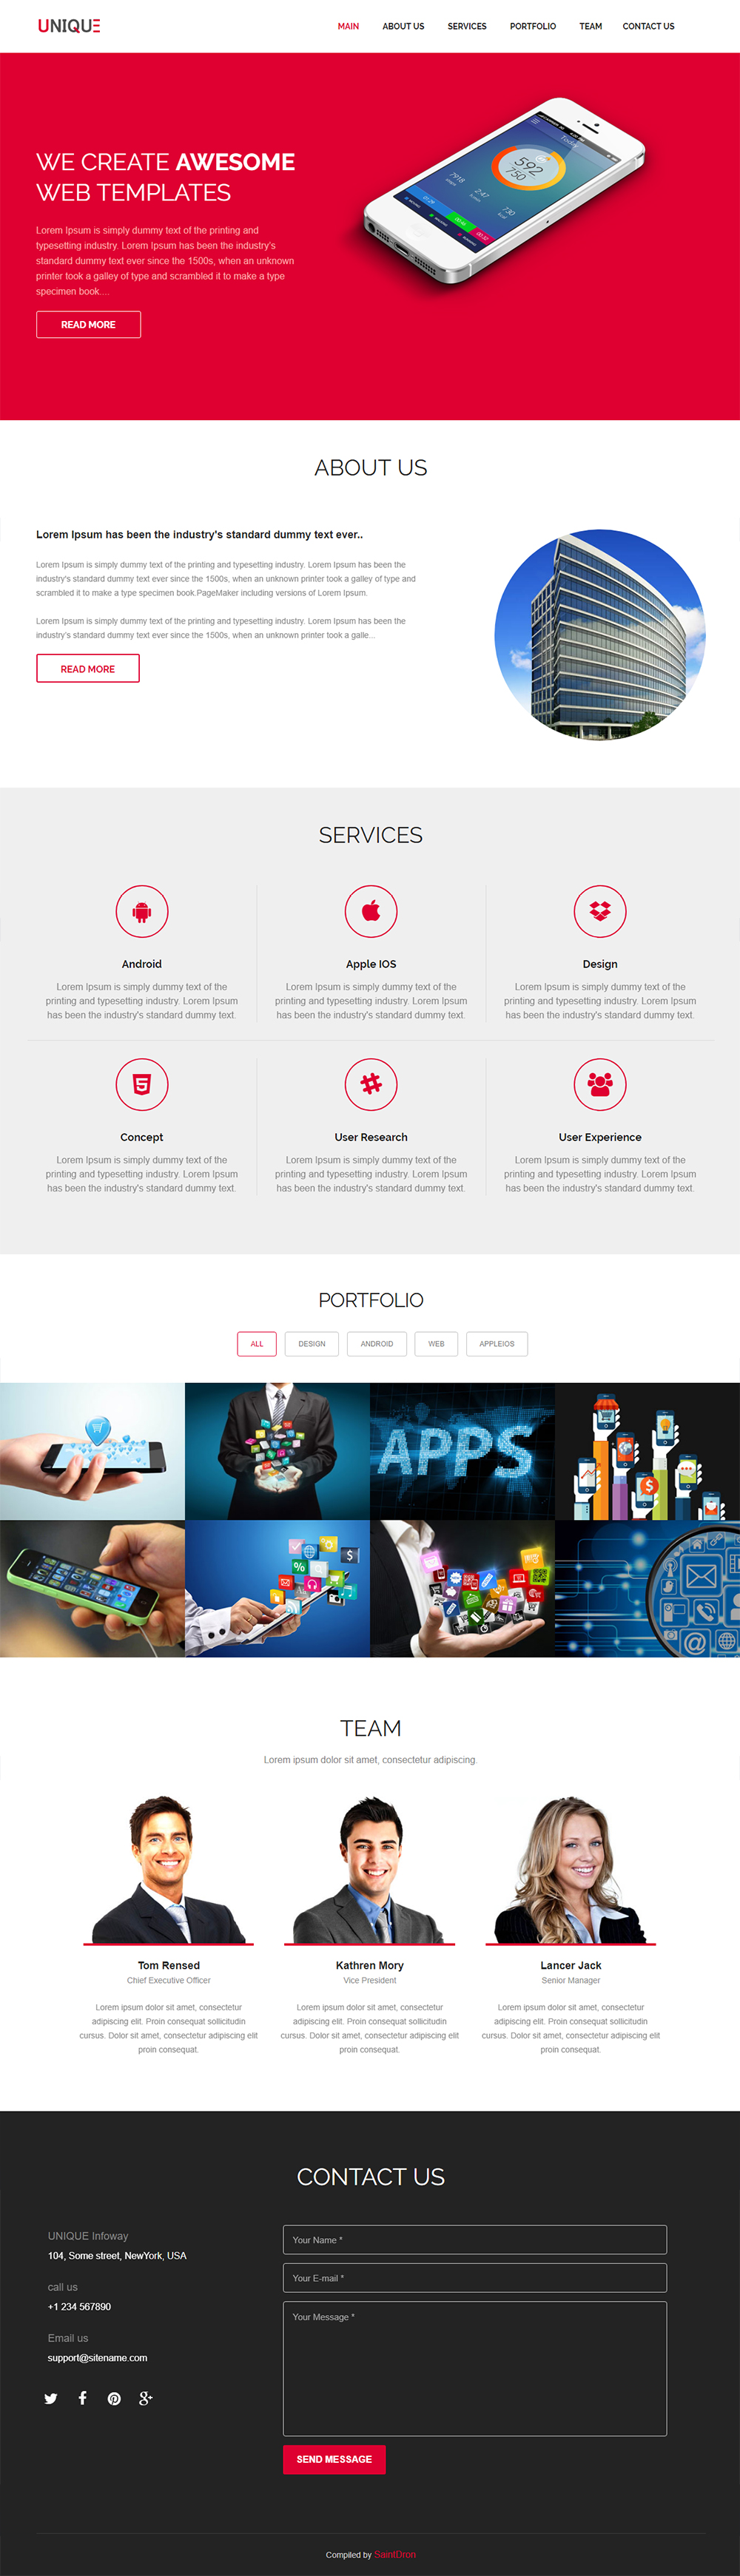 UNIQUE
MAIN ABOUT US SERVICES PORTFOLIO TEAM CONTACT US
WE CREATE AWESOME
WEB TEMPLATES
Lorem Ipsum is simply dummy text of the printing and
typesetting industry. Lorem Ipsum has been the industry's
standard dummy text ever since the 1500s, when an unknown
printer took a galley of type and scrambled it to make a type
specimen book....
READ MORE
Today
592
750
7918
2:47
730
ABOUT US
Lorem Ipsum has been the industry's standard dummy text ever..
Lorem Ipsum is simply dummy text of the printing and typesetting industry. Lorem Ipsum has been the
industry's standard dummy text ever since the 1500s, when an unknown printer took a galley of type and
scrambled it to make a type specimen book.PageMaker including versions of Lorem Ipsum.
Lorem Ipsum is simply dummy text of the printing and typesetting industry. Lorem Ipsum has been the
industry's standard dummy text ever since the 1500s, when an unknown printer took a galle...
READ MORE
SERVICES
Android
Lorem Ipsum is simply dummy text of the
printing and typesetting industry. Lorem Ipsum
has been the industry's standard dummy text.
Apple IOS
Lorem Ipsum is simply dummy text of the
printing and typesetting industry. Lorem Ipsum
has been the industry's standard dummy text.
Design
Lorem Ipsum is simply dummy text of the
printing and typesetting industry. Lorem Ipsum
has been the industry's standard dummy text.
Concept
Lorem Ipsum is simply dummy text of the
printing and typesetting industry. Lorem Ipsum
has been the industry's standard dummy text.
User Research
Lorem Ipsum is simply dummy text of the
printing and typesetting industry. Lorem Ipsum
has been the industry's standard dummy text.
User Experience
Lorem Ipsum is simply dummy text of the
printing and typesetting industry. Lorem Ipsum
has been the industry's standard dummy text.
PORTFOLIO
ALL DESIGN ANDROID WEB APPLEIOS
APPS
TEAM
Lorem ipsum dolor sit amet, consectetur adipiscing.
Tom Rensed
Chief Executive Officer
Lorem ipsum dolor sit amet, consectetur
adipiscing elit. Proin consequat sollicitudin
cursus. Dolor sit amet, consectetur adipiscing elit
proin consequat.
Kathren Mory
Vice President
Lorem ipsum dolor sit amet, consectetur
adipiscing elit. Proin consequat sollicitudin
cursus. Dolor sit amet, consectetur adipiscing elit
proin consequat.
Lancer Jack
Senior Manager
Lorem ipsum dolor sit amet, consectetur
adipiscing elit. Proin consequat sollicitudin
cursus. Dolor sit amet, consectetur adipiscing elit
proin consequat.
CONTACT US
UNIQUE Infoway
104, Some street, NewYork, USA
call us
+1 234 567890
Email us
support@sitename.com
Your Name *
Your E-mail *
Your Message *
SEND MESSAGE
Compiled by SaintDron